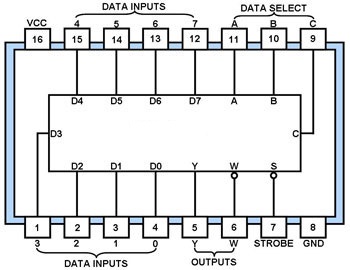 DATA INPUTS DATA SELECT
VCC 4 5 6 7 A B C
16 15 14 13 12 11 10 9
D4 D5 D6 D7 A B
D3 C
D2 D1 D0 Y W S
1 2 3 4 5 6 7 8
3 2 1 0 Y W STROBE GND
DATA INPUTS OUTPUTS